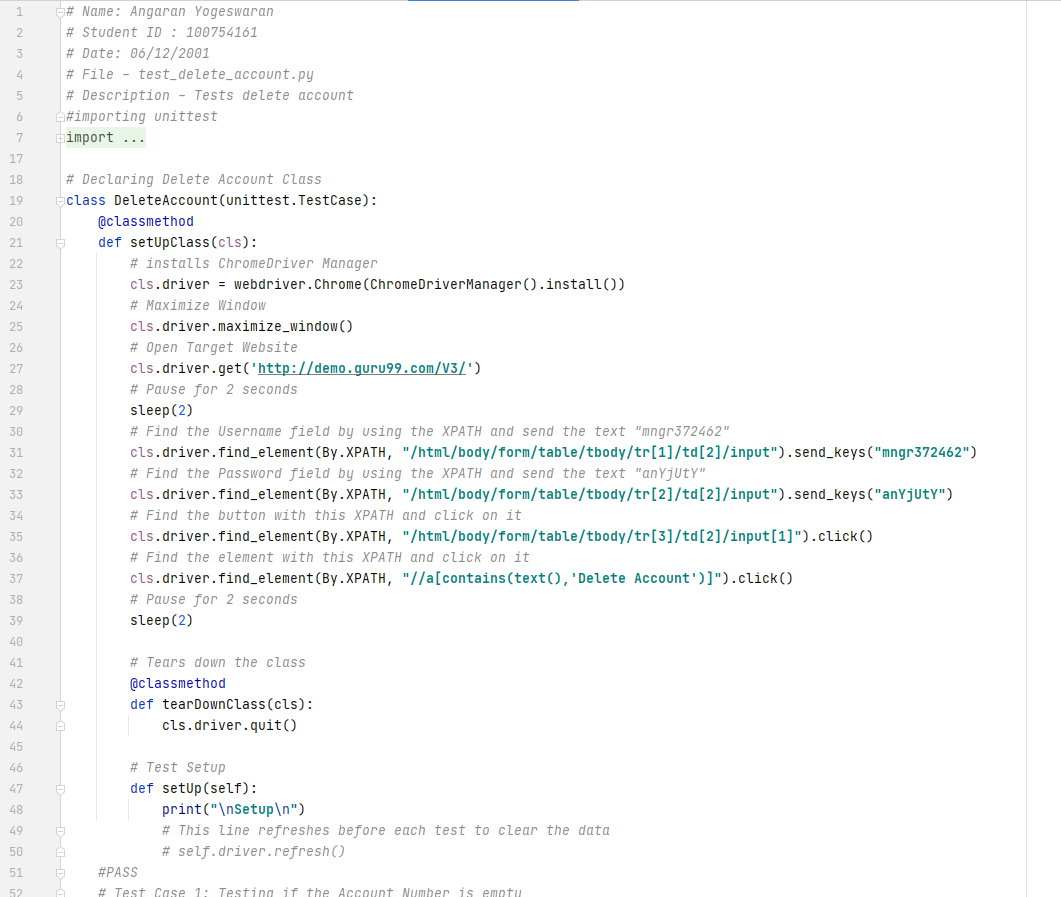 1 # Name: Angaran Yogeswaran
2 # Student ID : 100754161
3 # Date: 06/12/2001
4 # File - test_delete_account.py
5 # Description - Tests delete account
6 #importing unittest
7 import ...
17
18 # Declaring Delete Account Class
19 class DeleteAccount(unittest.TestCase):
20     @classmethod
21     def setUpClass(cls):
22         # installs ChromeDriver Manager
23         cls.driver = webdriver.Chrome(ChromeDriverManager().install())
24         # Maximize Window
25         cls.driver.maximize_window()
26         # Open Target Website
27         cls.driver.get('http://demo.guru99.com/V3/')
28         # Pause for 2 seconds
29         sleep(2)
30         # Find the Username field by using the XPATH and send the text "mngr372462"
31         cls.driver.find_element(By.XPATH, "/html/body/form/table/tbody/tr[1]/td[2]/input").send_keys("mngr372462")
32         # Find the Password field by using the XPATH and send the text "anYjUtY"
33         cls.driver.find_element(By.XPATH, "/html/body/form/table/tbody/tr[2]/td[2]/input").send_keys("anYjUtY")
34         # Find the button with this XPATH and click on it
35         cls.driver.find_element(By.XPATH, "/html/body/form/table/tbody/tr[3]/td[2]/input[1]").click()
36         # Find the element with this XPATH and click on it
37         cls.driver.find_element(By.XPATH, "//a[contains(text(),'Delete Account')]").click()
38         # Pause for 2 seconds
39         sleep(2)
40
41         # Tears down the class
42         @classmethod
43         def tearDownClass(cls):
44             cls.driver.quit()
45
46         # Test Setup
47         def setUp(self):
48             print("\nSetup\n")
49             # This line refreshes before each test to clear the data
50             # self.driver.refresh()
51     #PASS
52     # Test Case 1: Testing if the Account Number is empty